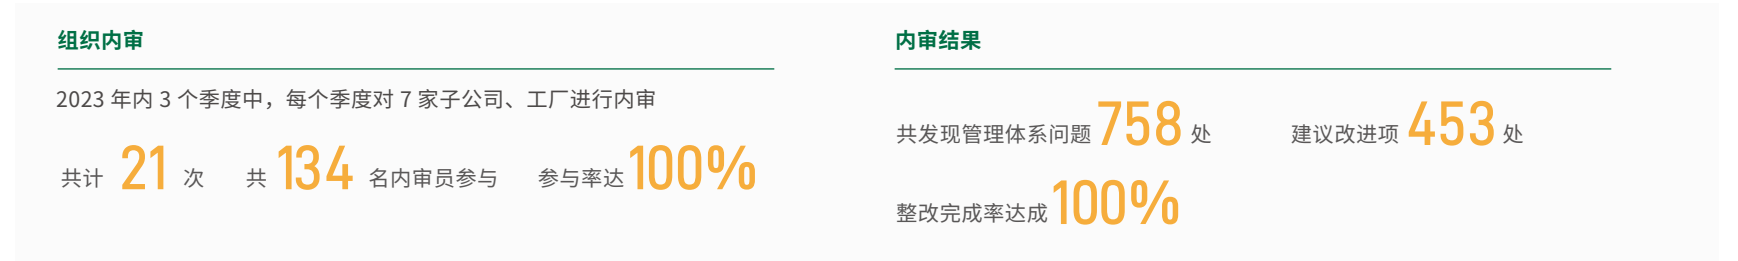 组织内审
2023 年内 3 个季度中，每个季度对 7 家子公司、工厂进行内审
共计 21 次 共 134 名内审员参与 参与率达 100%
内审结果
共发现管理体系问题 758 处 建议改进项 453 处
整改完成率达成 100%